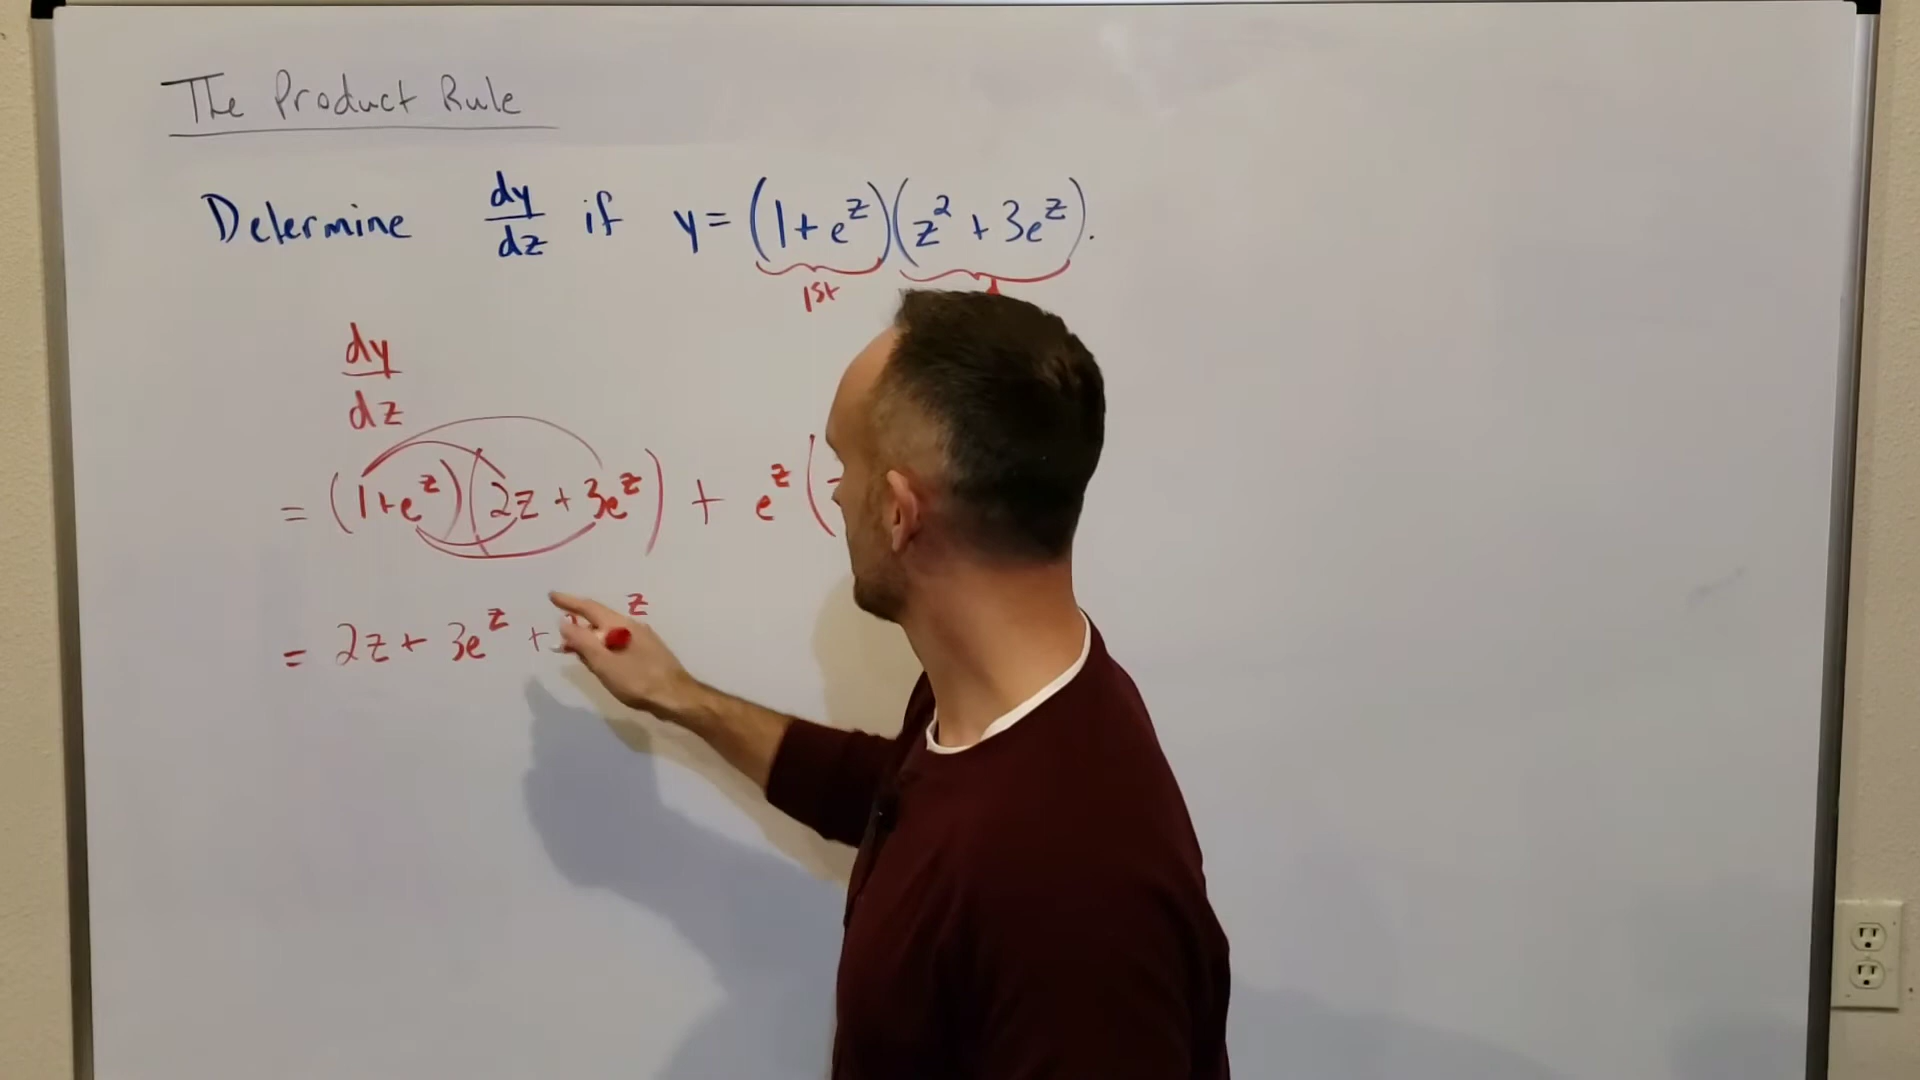 The Product Rule
Determine dy/dz if y = (1 + e^z)(z^2 + 3e^z).
1st
dy/dz
= (1+e^z)(2z + 3e^z) + e^z (
= 2z + 3e^z +